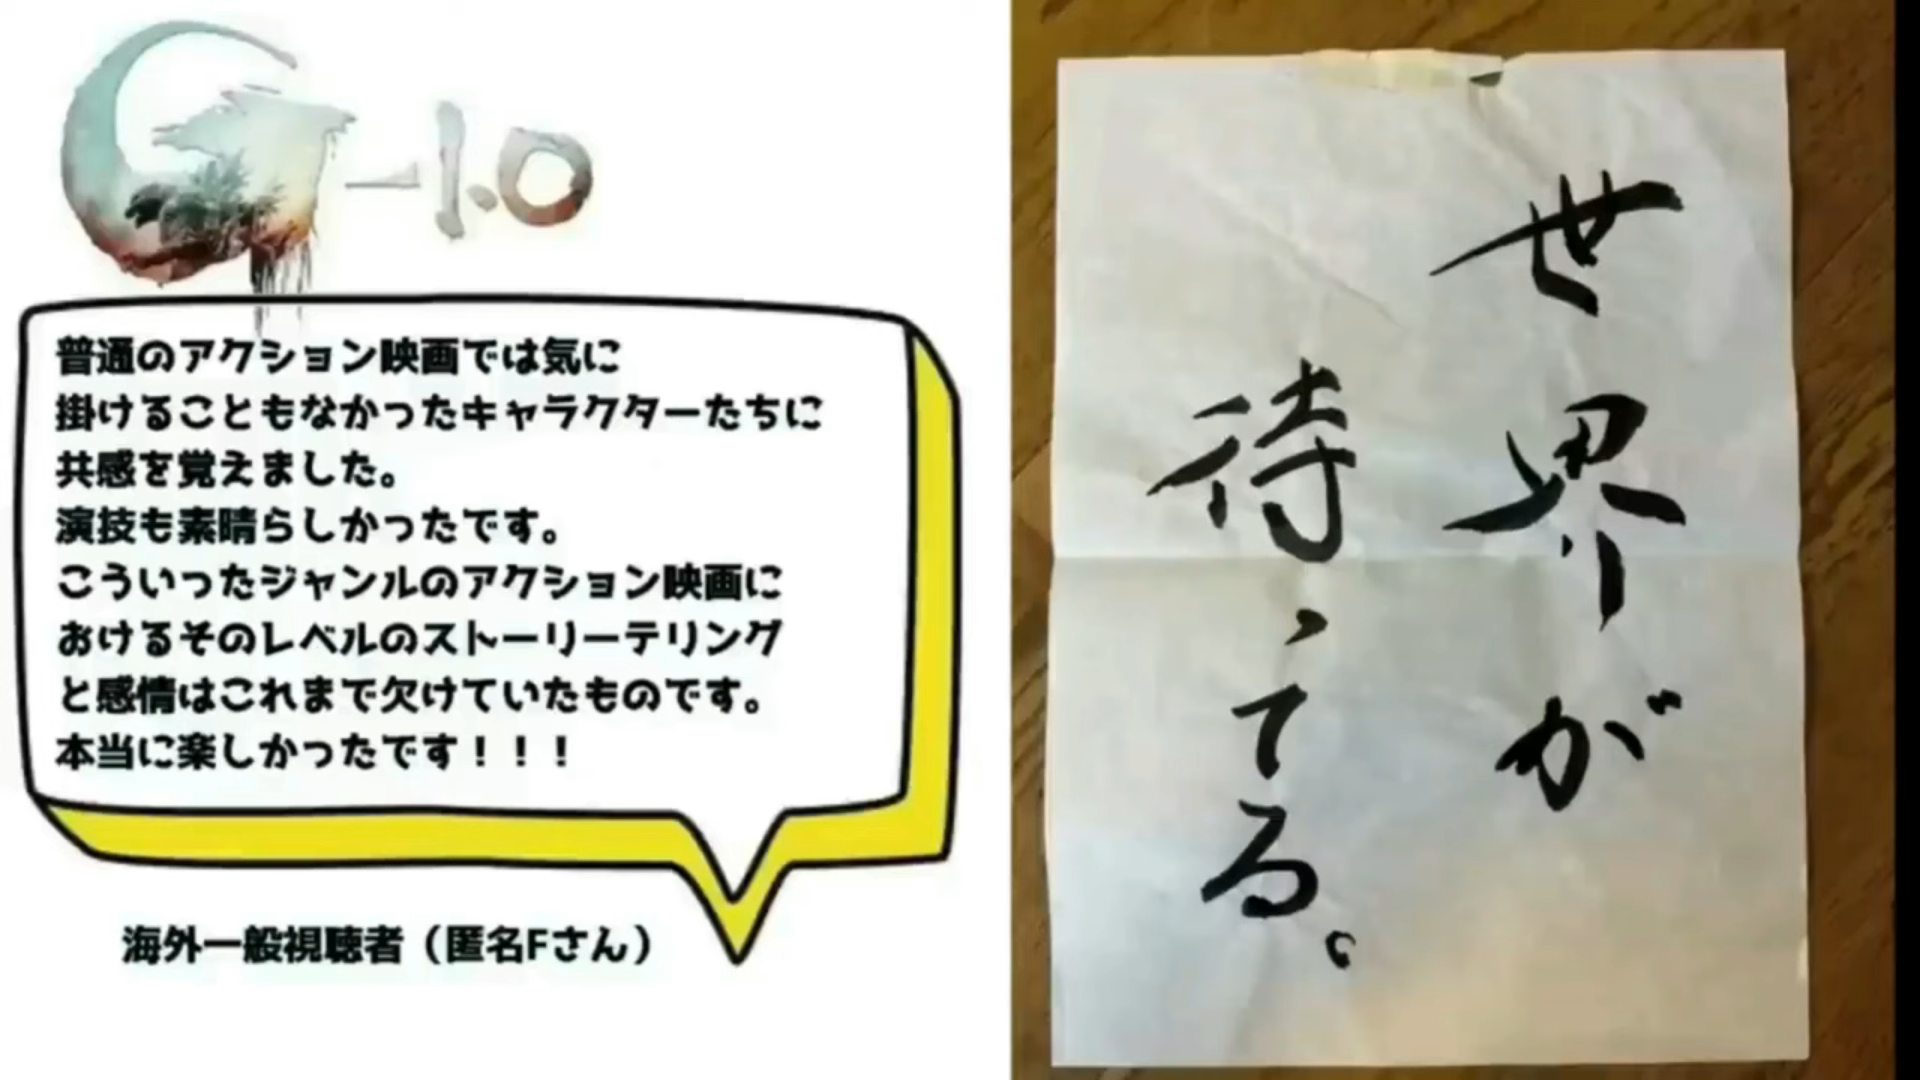 G-1.0
普通のアクション映画では気に
掛けることもなかったキャラクターたちに
共感を覚えました。
演技も素晴らしかったです。
こういったジャンルのアクション映画に
おけるそのレベルのストーリーテリング
と感情はこれまで欠けていたものです。
本当に楽しかったです！！！
海外一般視聴者（匿名Fさん）
世界が
待ってる。